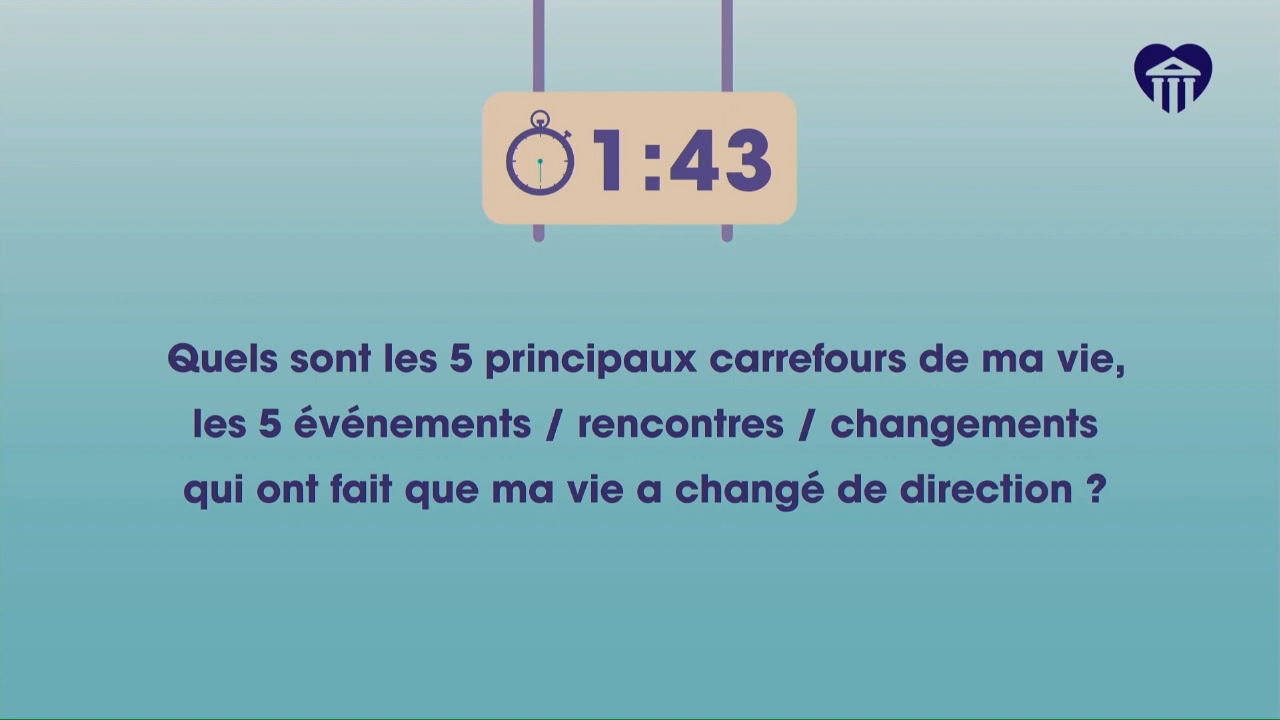 1:43
Quels sont les 5 principaux carrefours de ma vie,
les 5 événements / rencontres / changements
qui ont fait que ma vie a changé de direction ?